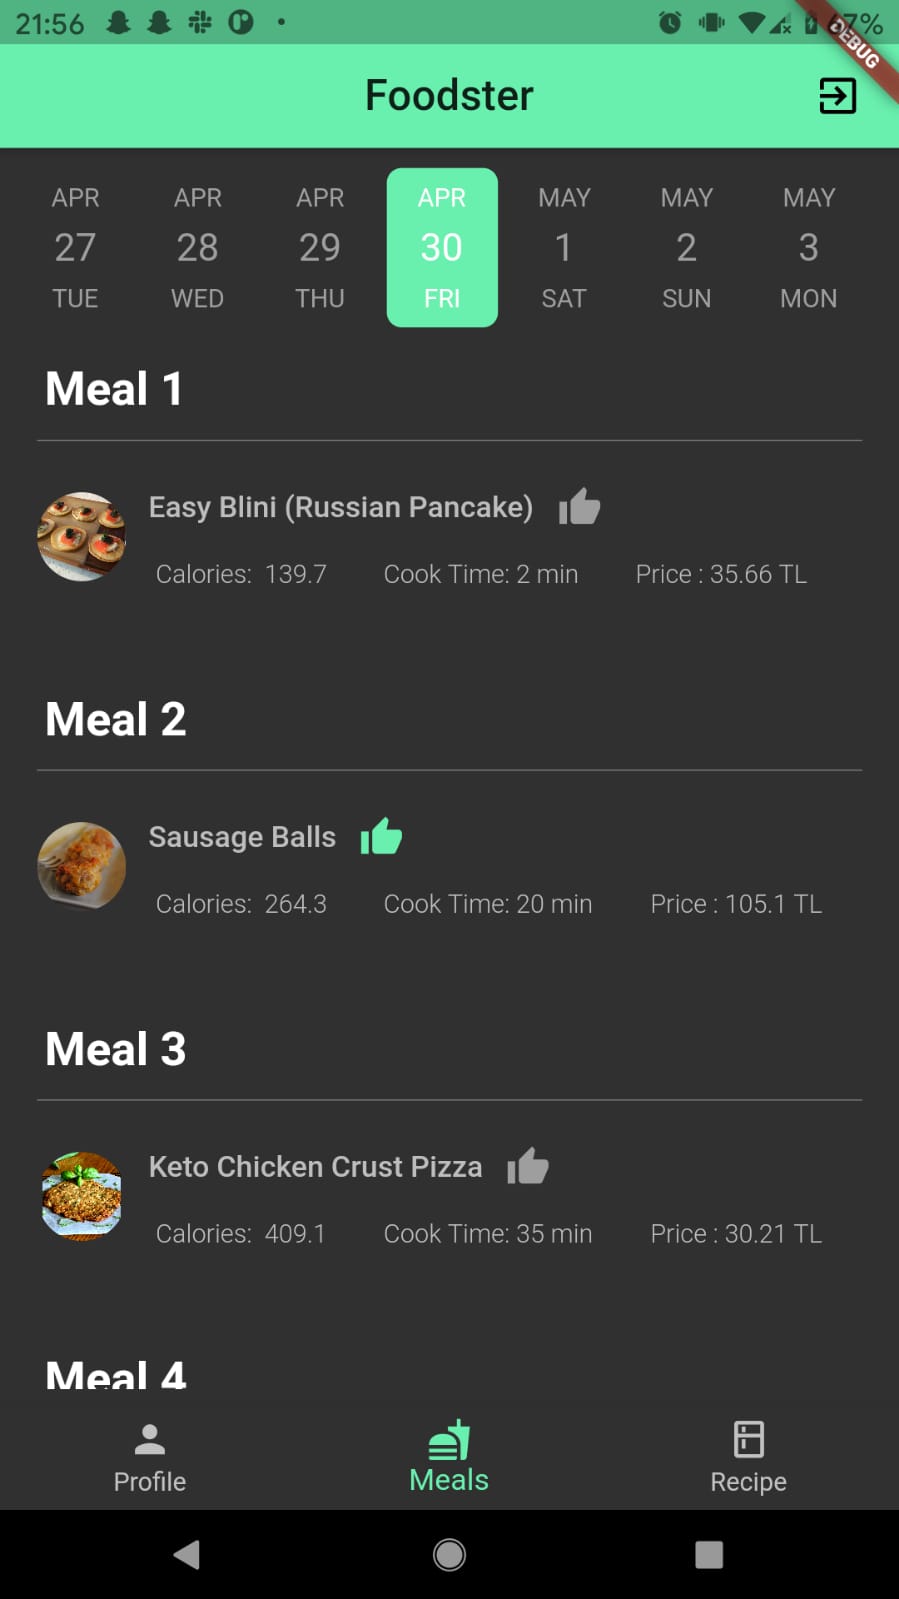 21:56 67%
DEBUG
Foodster
APR APR APR APR MAY MAY MAY
27 28 29 30 1 2 3
TUE WED THU FRI SAT SUN MON
Meal 1
Easy Blini (Russian Pancake)
Calories: 139.7 Cook Time: 2 min Price : 35.66 TL
Meal 2
Sausage Balls
Calories: 264.3 Cook Time: 20 min Price : 105.1 TL
Meal 3
Keto Chicken Crust Pizza
Calories: 409.1 Cook Time: 35 min Price : 30.21 TL
Meal 4
Profile Meals Recipe